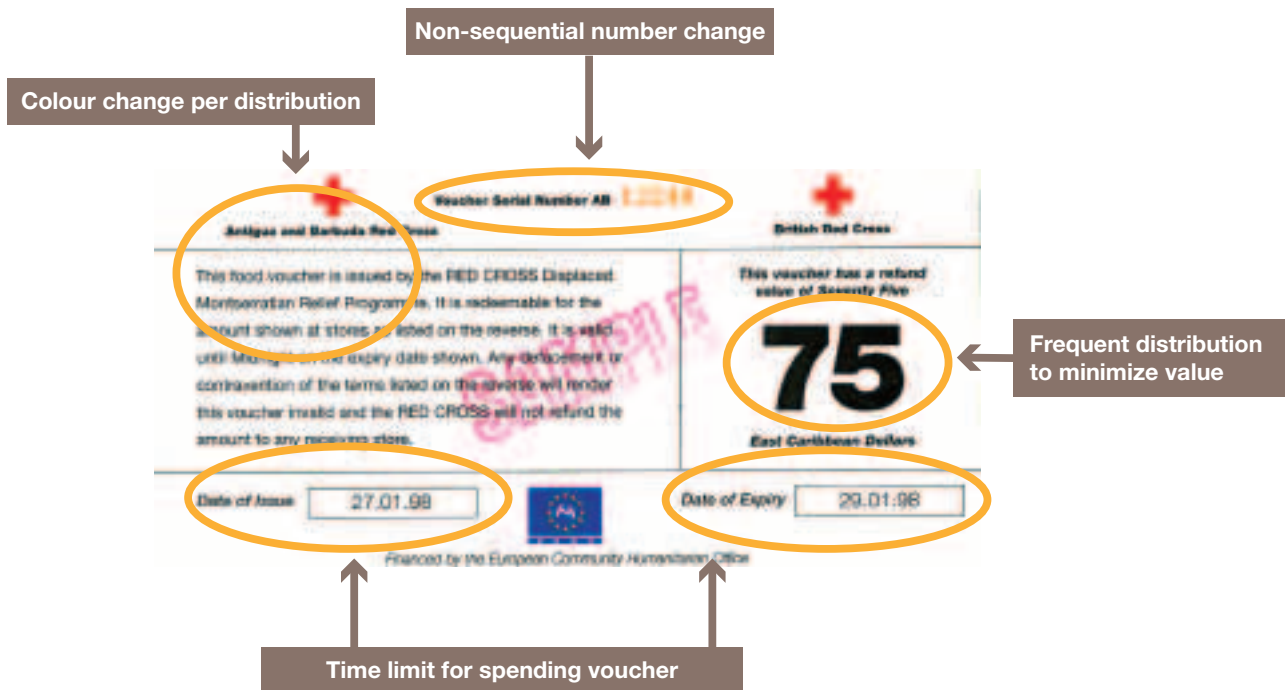 Non-sequential number change
Colour change per distribution
Voucher Serial Number AB
Antigua and Barbuda Red Cross
British Red Cross
This food voucher is issued by the RED CROSS Displaced
Montserratian Relief Programme. It is redeemable for the
amount shown at stores as listed on the reverse. It is valid
until Midnight on the expiry date shown. Any defacement or
contravention of the terms listed on the reverse will render
this voucher invalid and the RED CROSS will not refund the
amount to any receiving store.
This voucher has a refund
value of Seventy Five
75
East Caribbean Dollars
Frequent distribution
to minimize value
Date of Issue 27.01.98
Date of Expiry 29.01.98
Financed by the European Community Humanitarian Office
Time limit for spending voucher